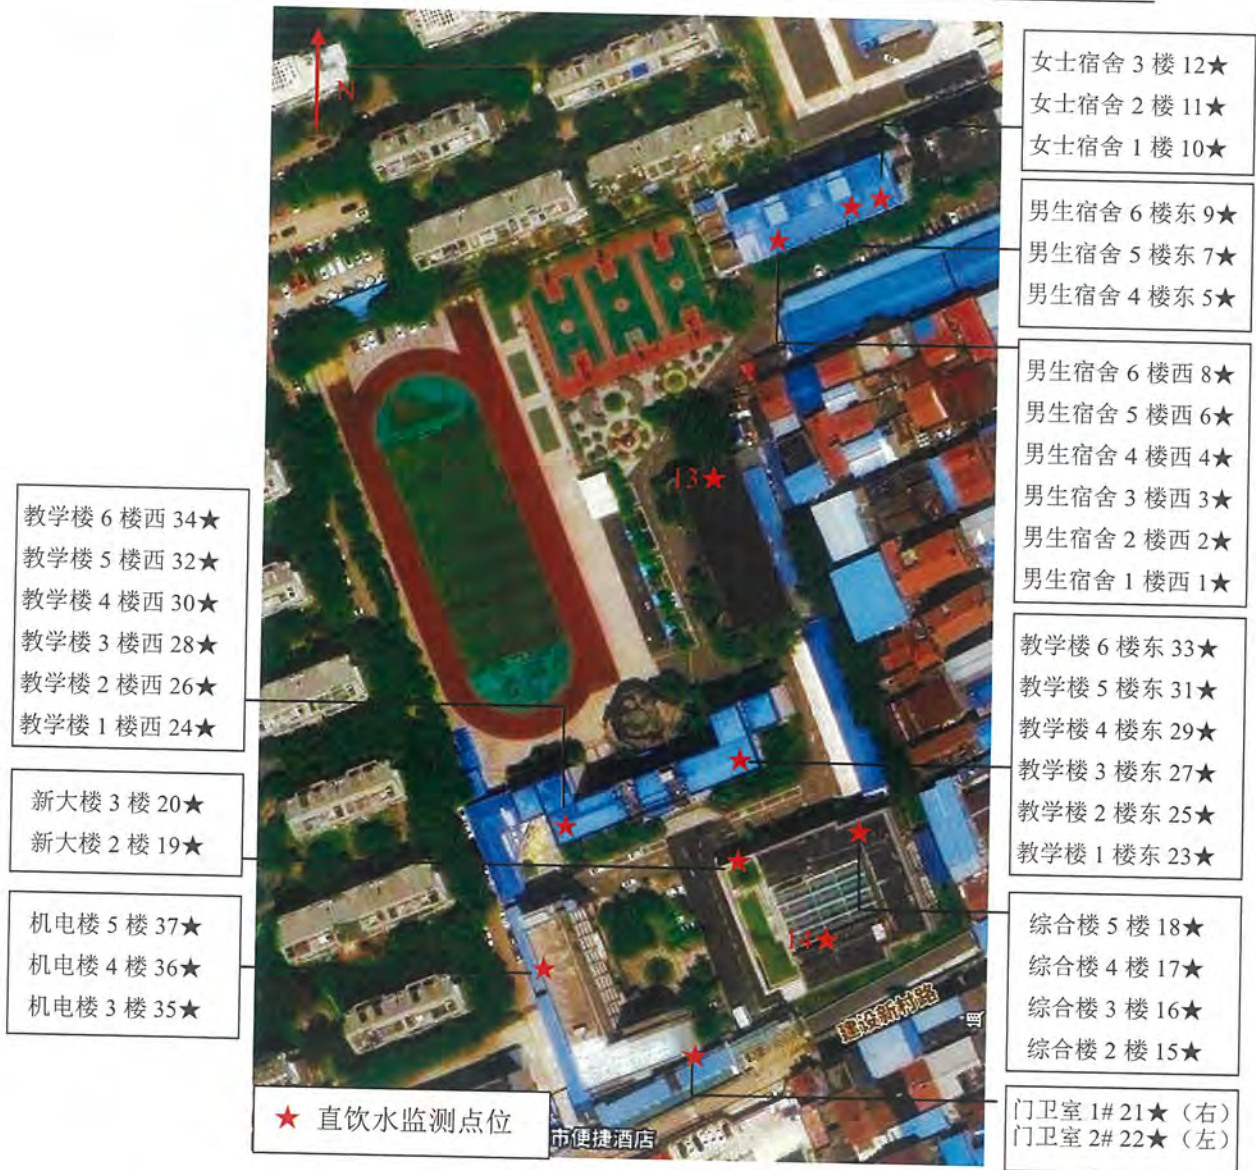 N
女士宿舍 3 楼 12★
女士宿舍 2 楼 11★
女士宿舍 1 楼 10★
男生宿舍 6 楼东 9★
男生宿舍 5 楼东 7★
男生宿舍 4 楼东 5★
男生宿舍 6 楼西 8★
男生宿舍 5 楼西 6★
男生宿舍 4 楼西 4★
男生宿舍 3 楼西 3★
男生宿舍 2 楼西 2★
男生宿舍 1 楼西 1★
13★
教学楼 6 楼西 34★
教学楼 5 楼西 32★
教学楼 4 楼西 30★
教学楼 3 楼西 28★
教学楼 2 楼西 26★
教学楼 1 楼西 24★
教学楼 6 楼东 33★
教学楼 5 楼东 31★
教学楼 4 楼东 29★
教学楼 3 楼东 27★
教学楼 2 楼东 25★
教学楼 1 楼东 23★
新大楼 3 楼 20★
新大楼 2 楼 19★
机电楼 5 楼 37★
机电楼 4 楼 36★
机电楼 3 楼 35★
14★
综合楼 5 楼 18★
综合楼 4 楼 17★
综合楼 3 楼 16★
综合楼 2 楼 15★
建设新村路
门卫室 1# 21★（右）
门卫室 2# 22★（左）
★ 直饮水监测点位
市便捷酒店